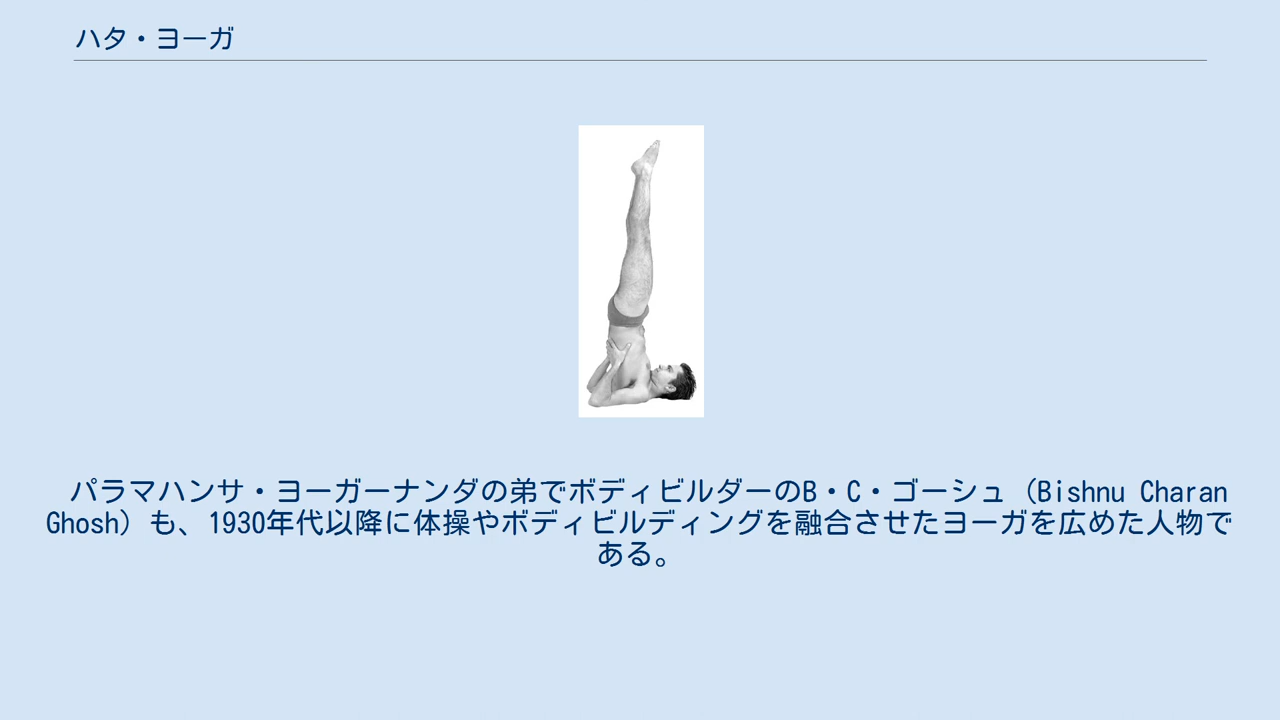 ハタ・ヨーガ
パラマハンサ・ヨーガーナンダの弟でボディビルダーのB・C・ゴーシュ（Bishnu Charan
Ghosh）も、1930年代以降に体操やボディビルディングを融合させたヨーガを広めた人物で
ある。